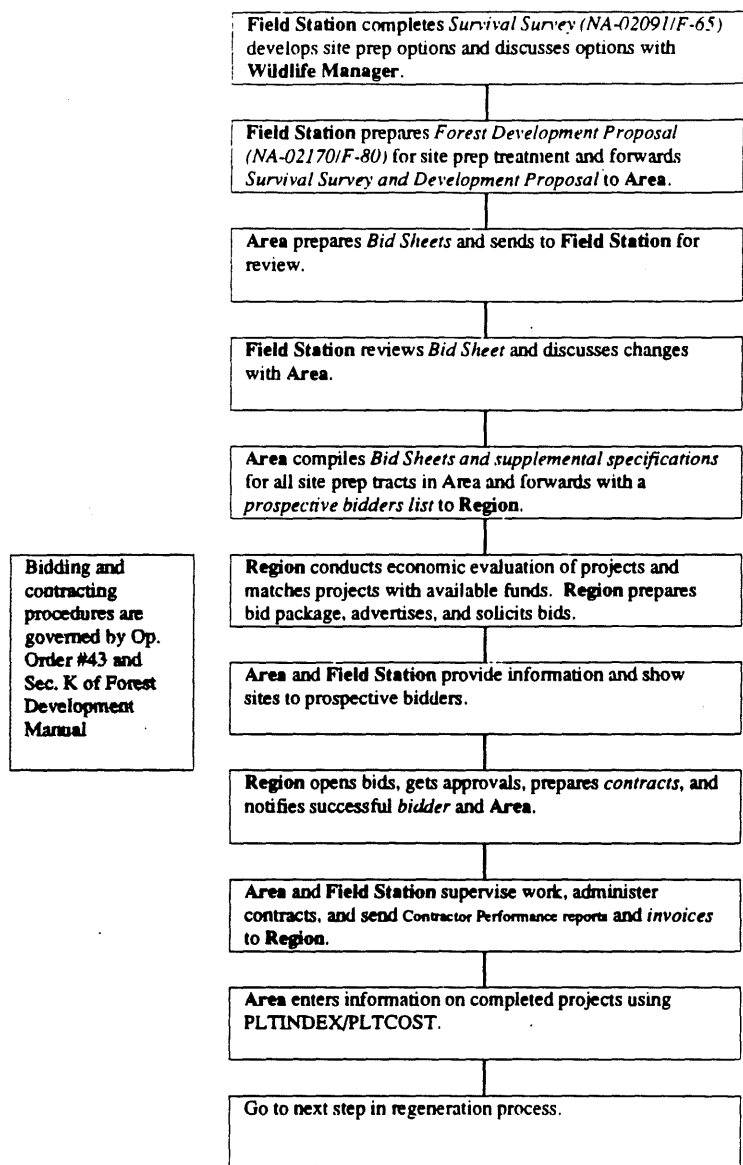 Field Station completes Survival Survey (NA-02091/F-65)
develops site prep options and discusses options with
Wildlife Manager.
Field Station prepares Forest Development Proposal
(NA-02170/F-80) for site prep treatment and forwards
Survival Survey and Development Proposal to Area.
Area prepares Bid Sheets and sends to Field Station for
review.
Field Station reviews Bid Sheet and discusses changes
with Area.
Area compiles Bid Sheets and supplemental specifications
for all site prep tracts in Area and forwards with a
prospective bidders list to Region.
Bidding and
contracting
procedures are
governed by Op.
Order #43 and
Sec. K of Forest
Development
Manual
Region conducts economic evaluation of projects and
matches projects with available funds. Region prepares
bid package, advertises, and solicits bids.
Area and Field Station provide information and show
sites to prospective bidders.
Region opens bids, gets approvals, prepares contracts, and
notifies successful bidder and Area.
Area and Field Station supervise work, administer
contracts, and send Contractor Performance reports and invoices
to Region.
Area enters information on completed projects using
PLTINDEX/PLTCOST.
Go to next step in regeneration process.